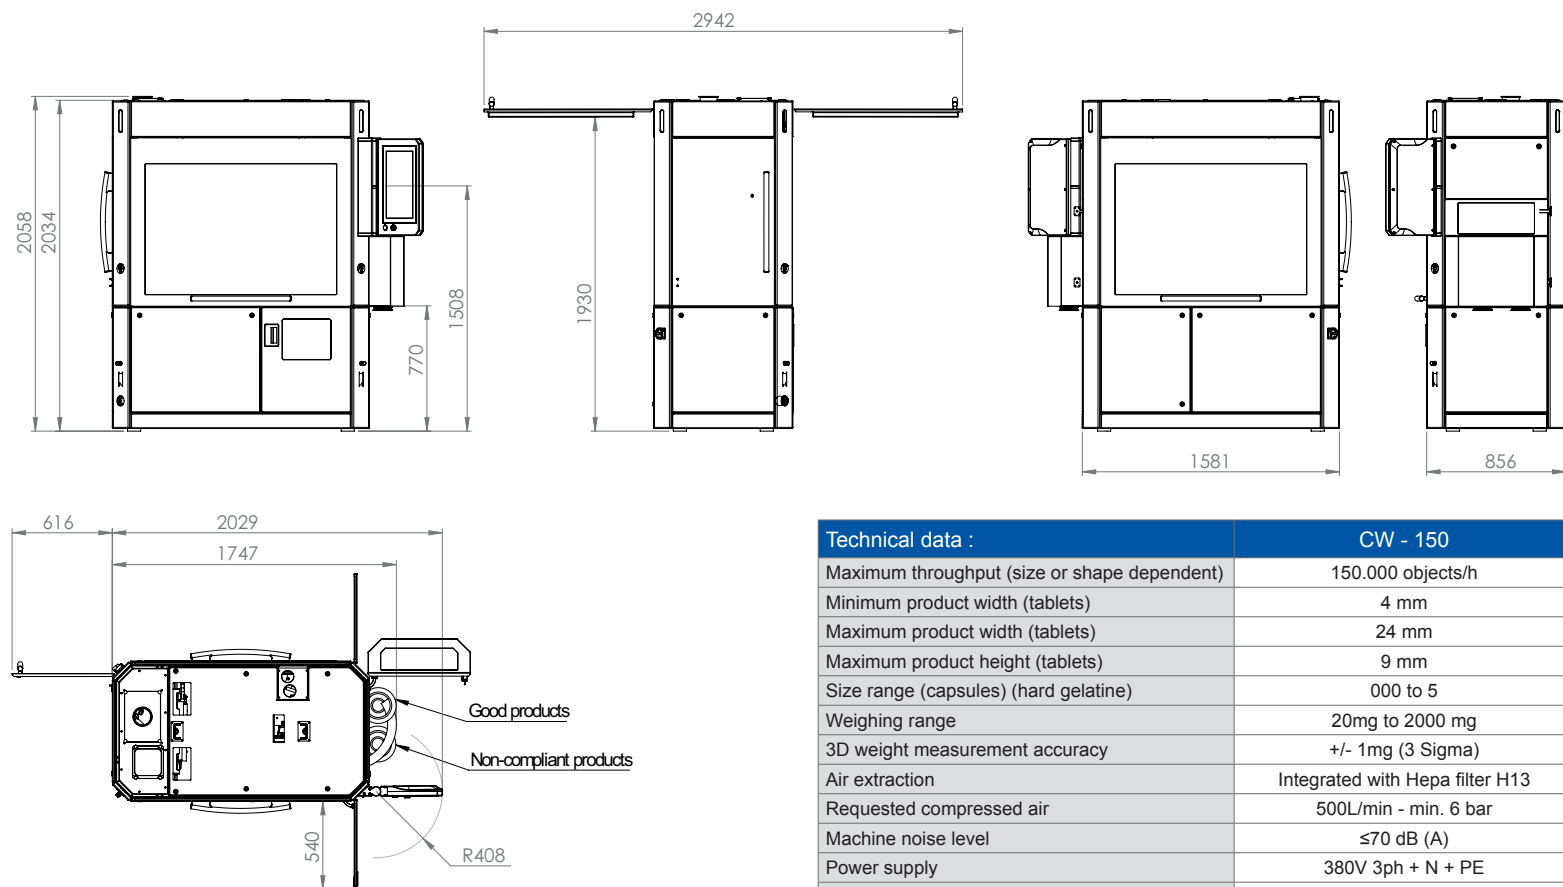 2942
2058
2034
1508
770
1930
1581
856
616
2029
1747
Good products
Non-compliant products
540
R408
Technical data : CW - 150
Maximum throughput (size or shape dependent) 150.000 objects/h
Minimum product width (tablets) 4 mm
Maximum product width (tablets) 24 mm
Maximum product height (tablets) 9 mm
Size range (capsules) (hard gelatine) 000 to 5
Weighing range 20mg to 2000 mg
3D weight measurement accuracy +/- 1mg (3 Sigma)
Air extraction Integrated with Hepa filter H13
Requested compressed air 500L/min - min. 6 bar
Machine noise level ≤70 dB (A)
Power supply 380V 3ph + N + PE